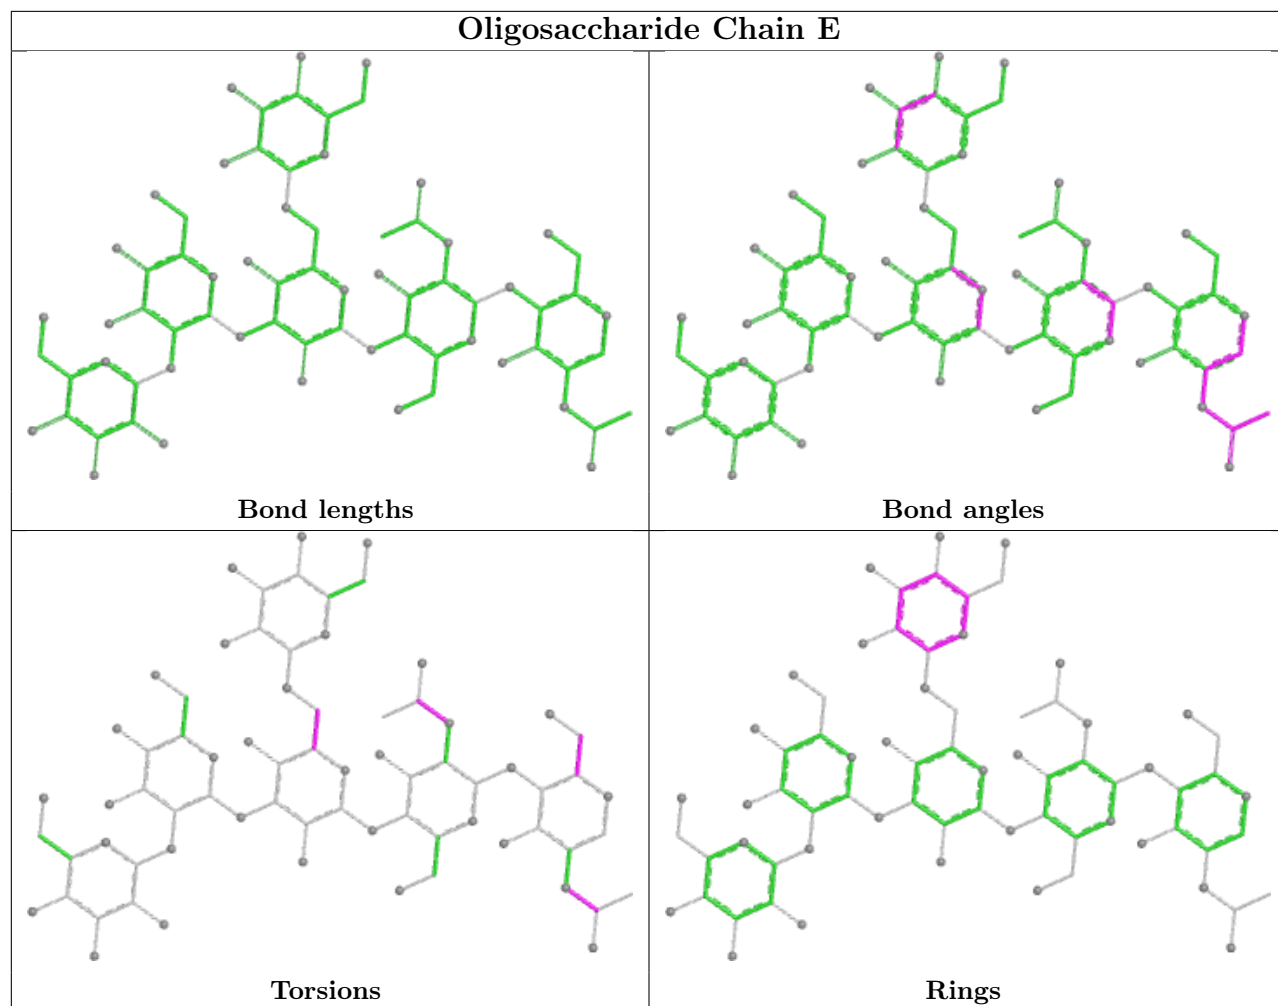 Oligosaccharide Chain E
Bond lengths
Bond angles
Torsions
Rings